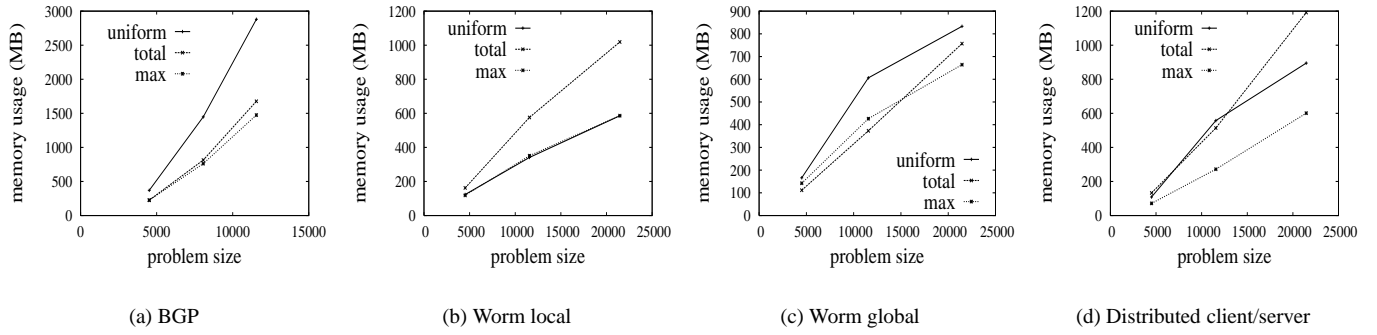 memory usage (MB)
3000
2500
2000
1500
1000
500
0
uniform
total
max
0 5000 10000 15000
problem size
(a) BGP
memory usage (MB)
1200
1000
800
600
400
200
0
uniform
total
max
0 5000 10000 15000 20000 25000
problem size
(b) Worm local
memory usage (MB)
900
800
700
600
500
400
300
200
100
0
uniform
total
max
0 5000 10000 15000 20000 25000
problem size
(c) Worm global
memory usage (MB)
1200
1000
800
600
400
200
0
uniform
total
max
0 5000 10000 15000 20000 25000
problem size
(d) Distributed client/server